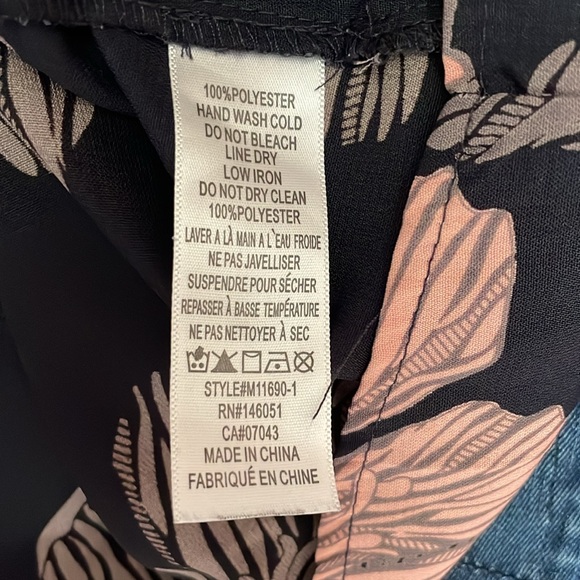 100%POLYESTER
HAND WASH COLD
DO NOT BLEACH
LINE DRY
LOW IRON
DO NOT DRY CLEAN
100%POLYESTER
LAVER A LÀ MAIN A L`EAU FROIDE
NE PAS JAVELLISER
SUSPENDRE POUR SÉCHER
REPASSER À BASSE TEMPÉRATURE
NE PAS NETTOYER À SEC
STYLE#M11690-1
RN#146051
CA#07043
MADE IN CHINA
FABRIQUÉ EN CHINE